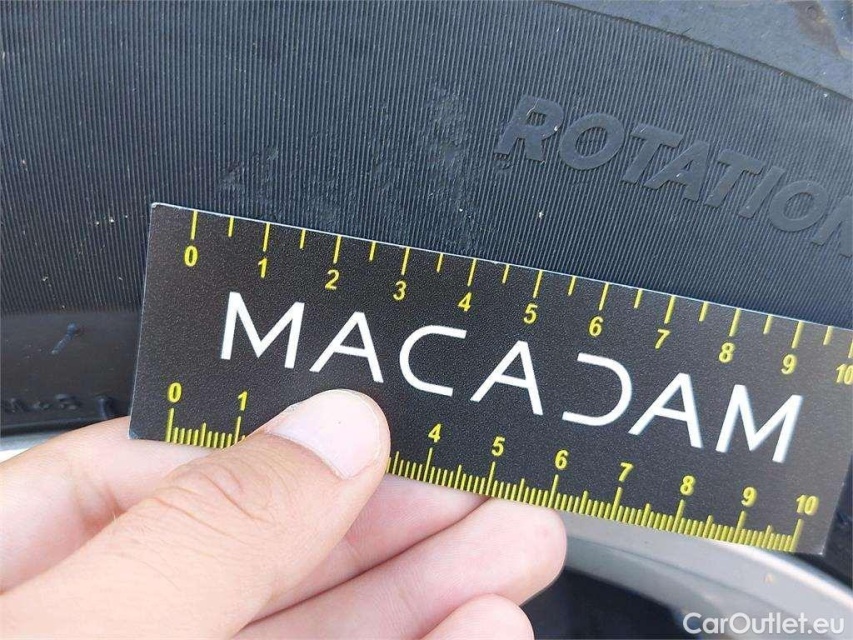 ROTATION
0 1 2 3 4 5 6 7 8 9 10
MACADAM
0 1 4 5 6 7 8 9 10
CarOutlet.eu